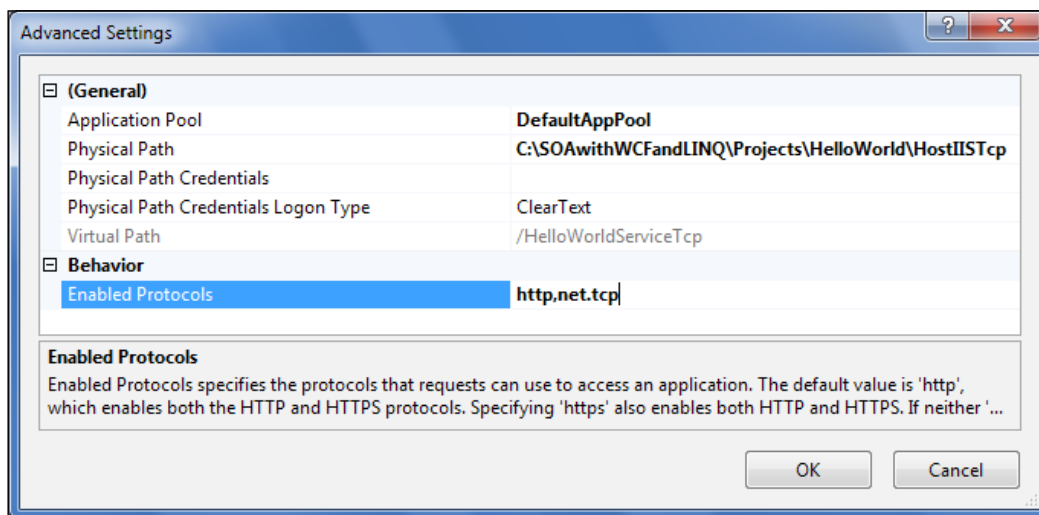 Advanced Settings
(General)
Application Pool DefaultAppPool
Physical Path C:\SOAwithWCFandLINQ\Projects\HelloWorld\HostIISTcp
Physical Path Credentials
Physical Path Credentials Logon Type ClearText
Virtual Path /HelloWorldServiceTcp
Behavior
Enabled Protocols http,net.tcp
Enabled Protocols
Enabled Protocols specifies the protocols that requests can use to access an application. The default value is 'http',
which enables both the HTTP and HTTPS protocols. Specifying 'https' also enables both HTTP and HTTPS. If neither '...
OK Cancel